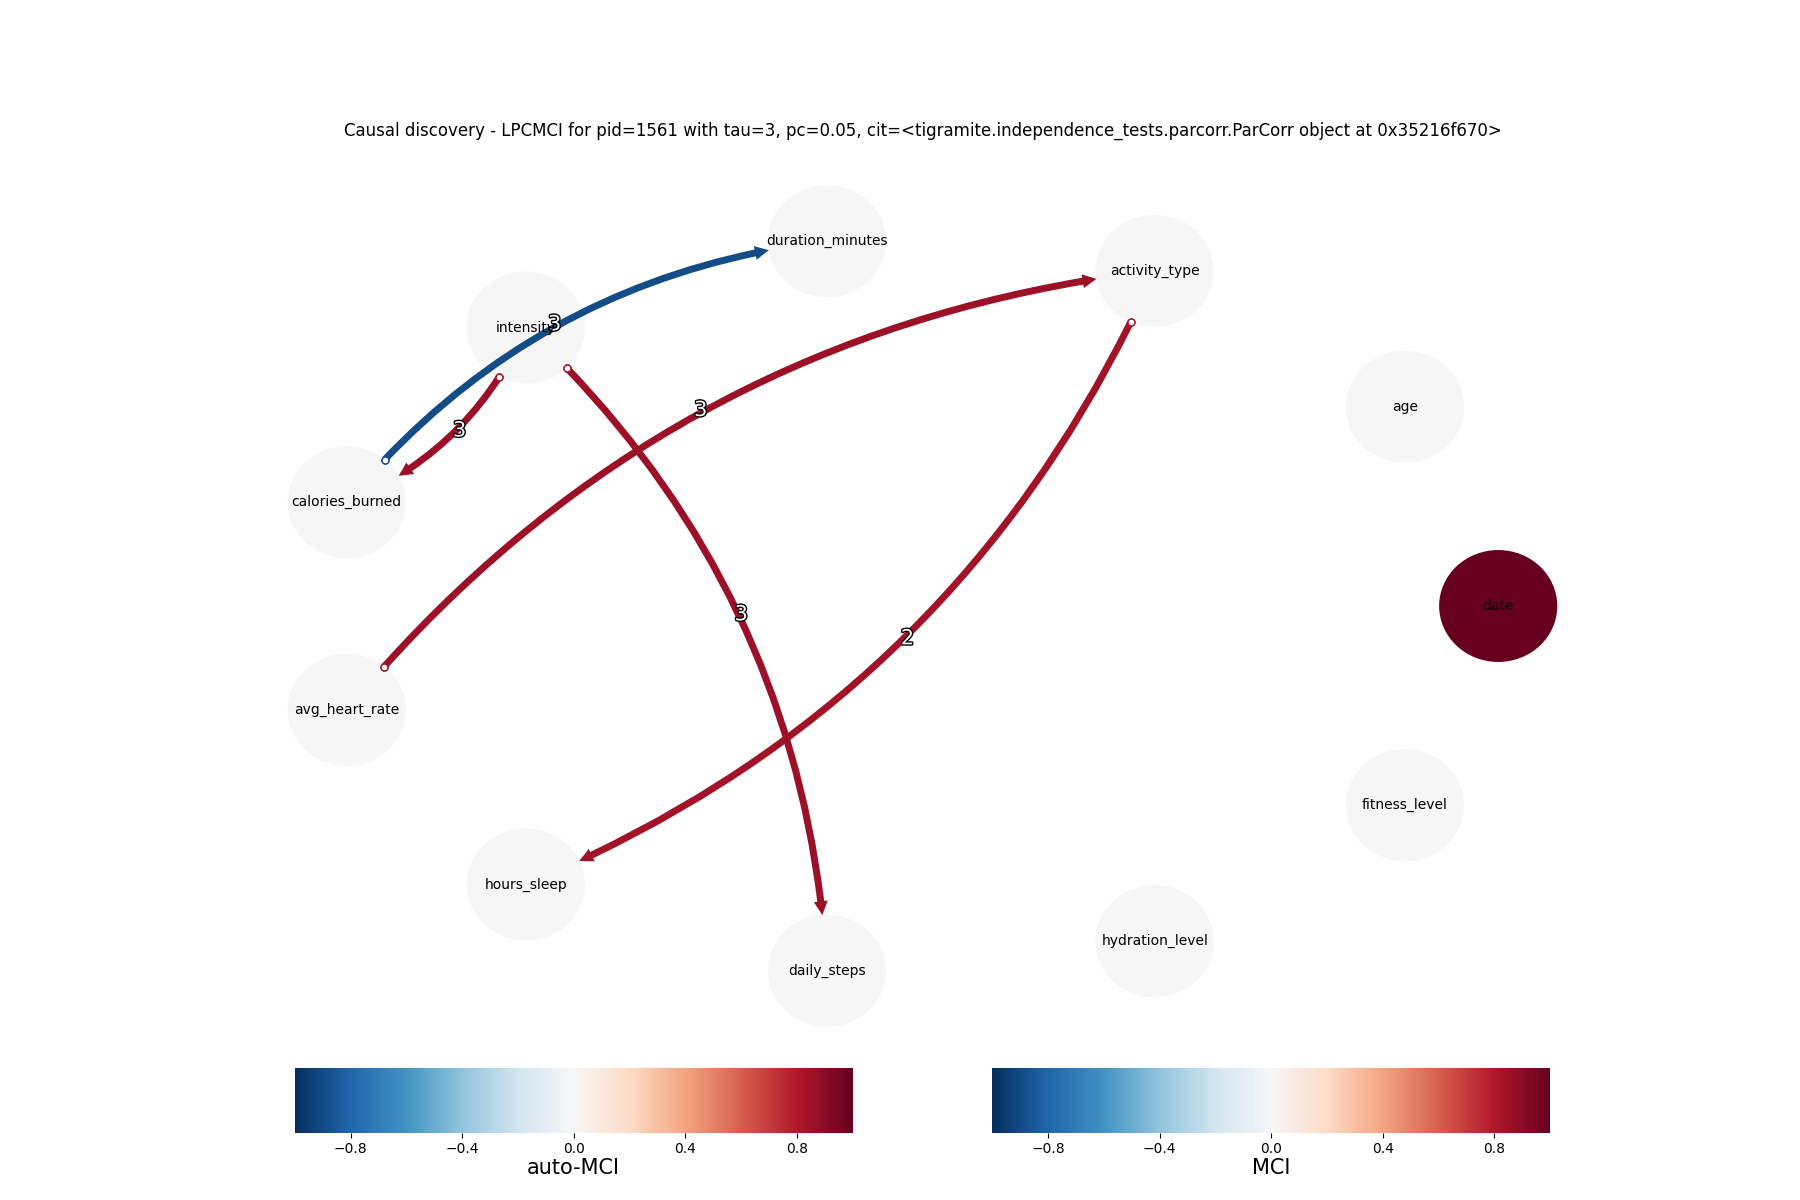 Causal discovery - LPCMCI for pid=1561 with tau=3, pc=0.05, cit=<tigramite.independence_tests.parcorr.ParCorr object at 0x35216f670>
duration_minutes
activity_type
intensity
3
age
3
3
calories_burned
date
3
2
avg_heart_rate
fitness_level
hours_sleep
hydration_level
daily_steps
−0.8 −0.4 0.0 0.4 0.8
auto-MCI
−0.8 −0.4 0.0 0.4 0.8
MCI